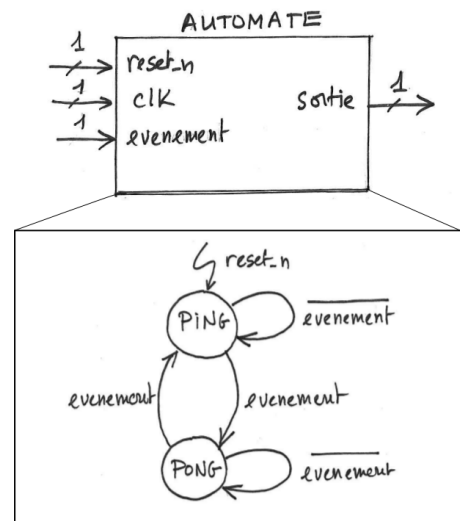 AUTOMATE
1
reset_n
1
clk
sortie
1
1
evenement
reset_n
PiNG
evenement
evenement
evenement
PONG
evenement